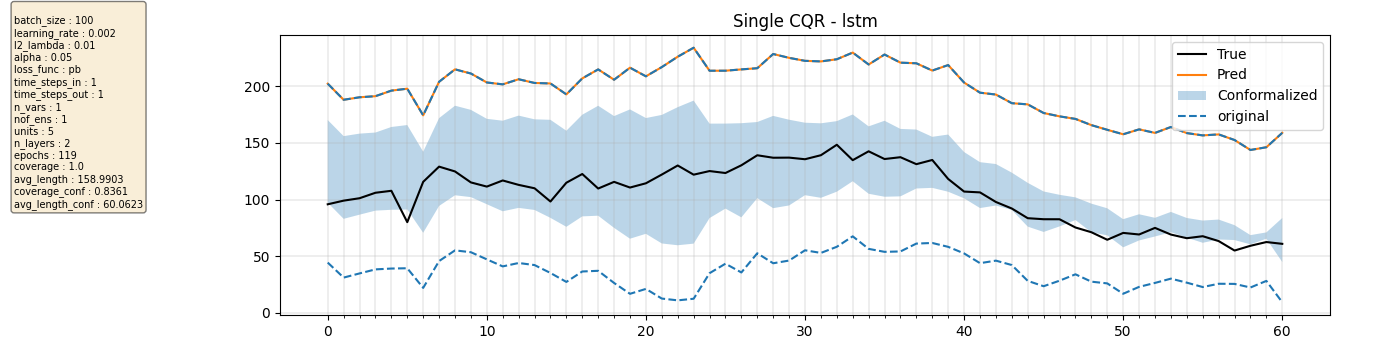 batch_size : 100
learning_rate : 0.002
l2_lambda : 0.01
alpha : 0.05
loss_func : pb
time_steps_in : 1
time_steps_out : 1
n_vars : 1
nof_ens : 1
units : 5
n_layers : 2
epochs : 119
coverage : 1.0
avg_length : 158.9903
coverage_conf : 0.8361
avg_length_conf : 60.0623
Single CQR - lstm
True
Pred
Conformalized
original
200
150
100
50
0
0 10 20 30 40 50 60